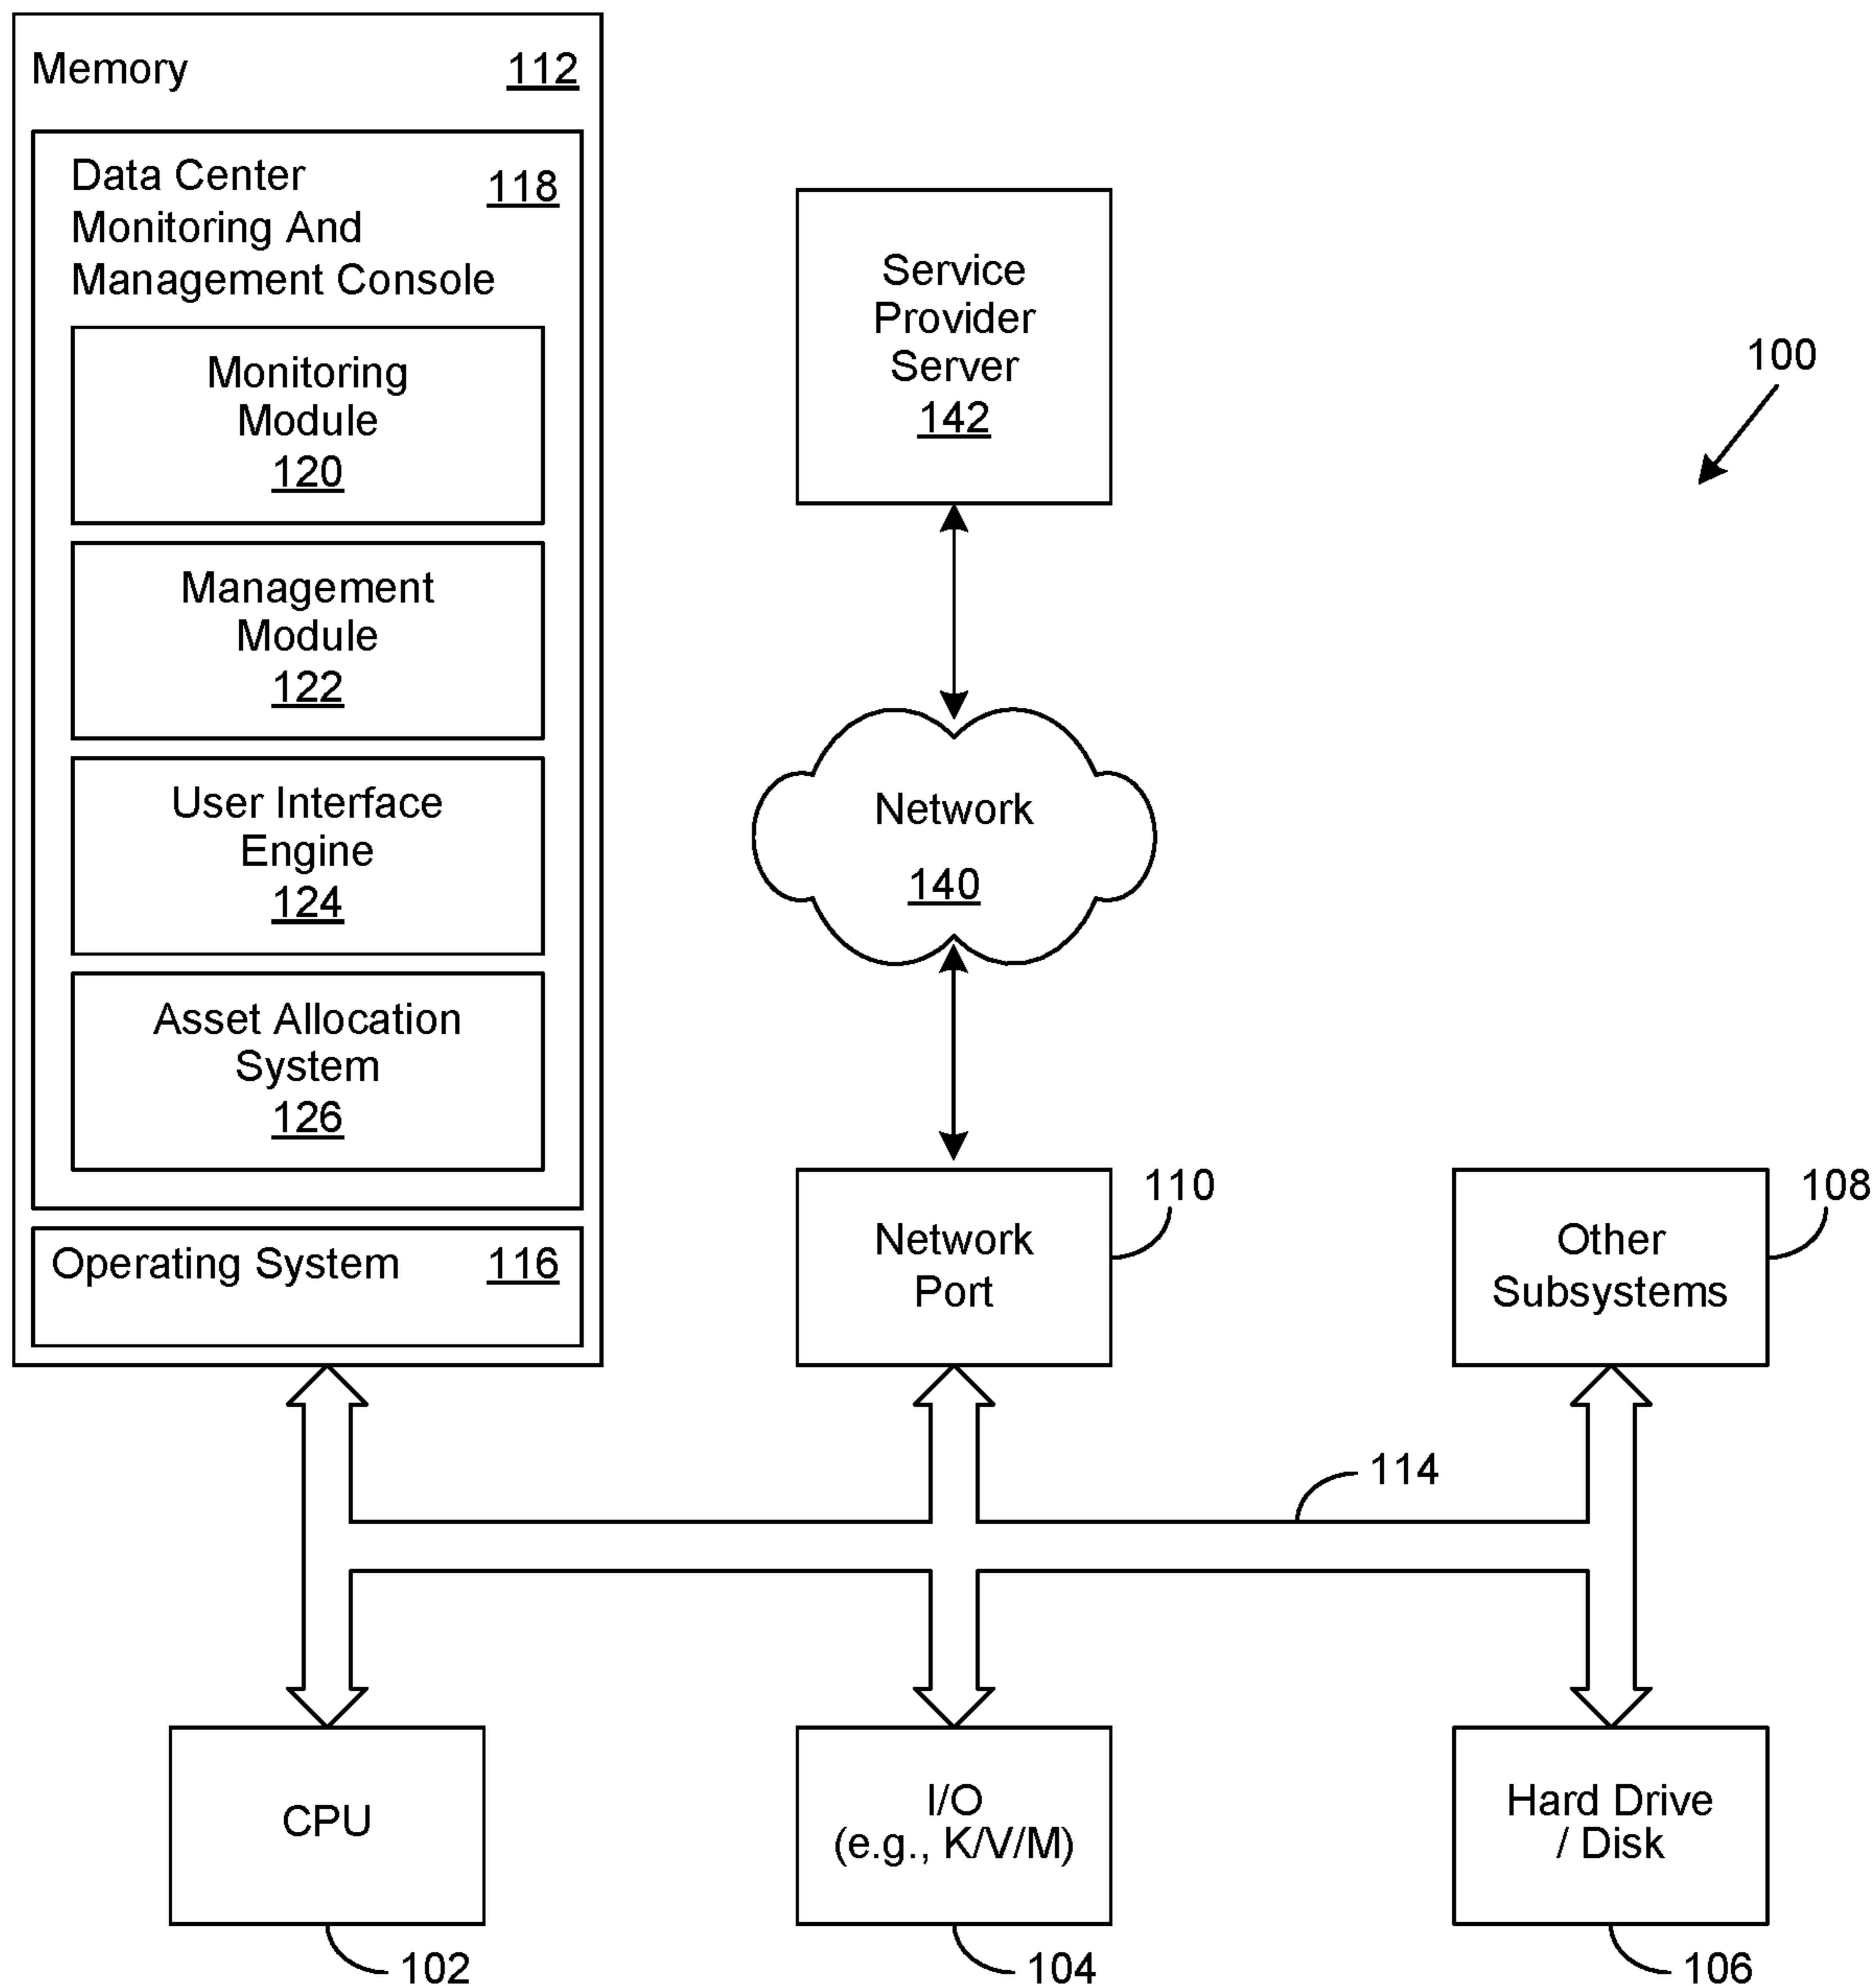 Memory 112
Data Center 118
Monitoring And
Management Console
Monitoring
Module
120
Management
Module
122
User Interface
Engine
124
Asset Allocation
System
126
Operating System 116
Service
Provider
Server
142
100
Network
140
Network
Port
110
Other
Subsystems
108
114
CPU
102
I/O
(e.g., K/V/M)
104
Hard Drive
/ Disk
106